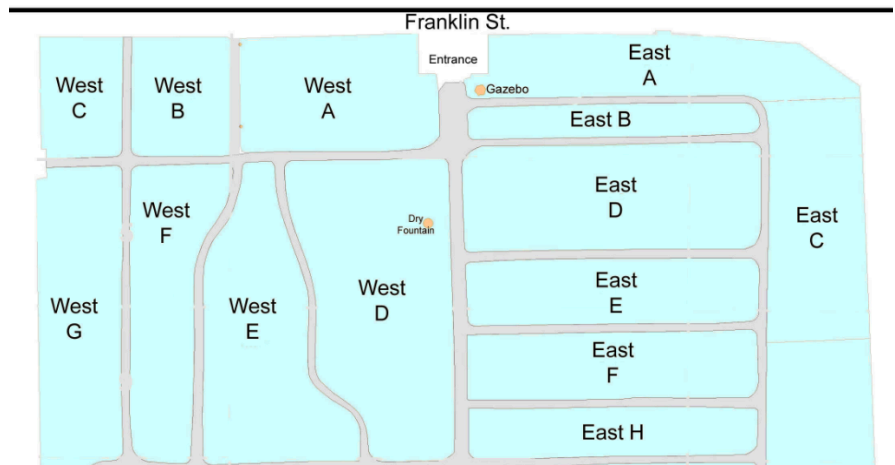 Franklin St.
Entrance
West
C
West
B
West
A
East
A
Gazebo
East B
West
F
Dry
Fountain
East
D
East
C
West
G
West
E
West
D
East
E
East
F
East H